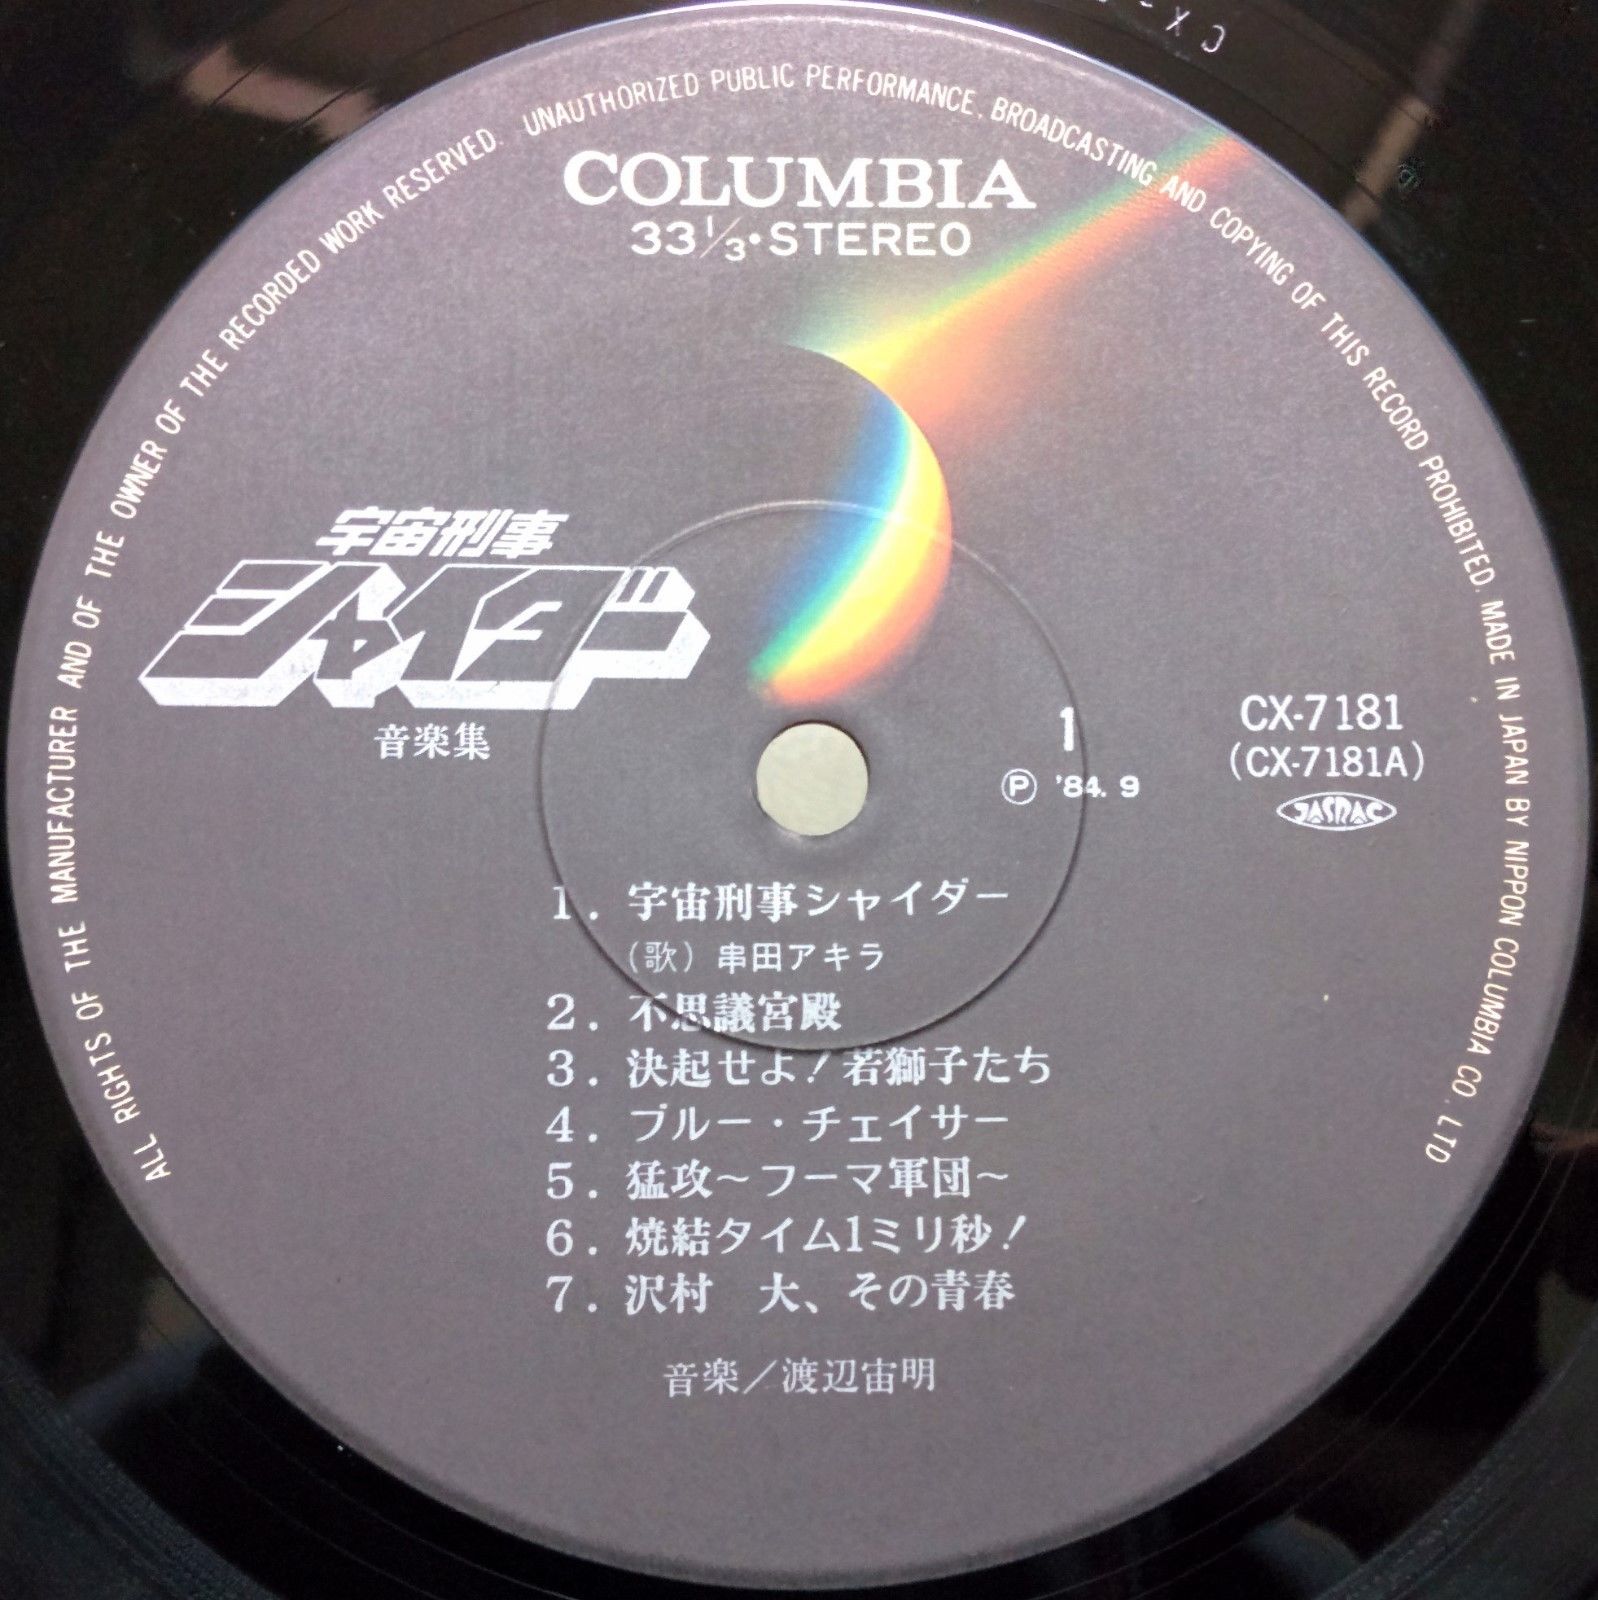 ALL RIGHTS OF THE MANUFACTURER AND OF THE OWNER OF THE RECORDED WORK RESERVED. UNAUTHORIZED PUBLIC PERFORMANCE, BROADCASTING AND COPYING OF THIS RECORD PROHIBITED. MADE IN JAPAN BY NIPPON COLUMBIA CO. LTD
COLUMBIA
33 1/3・STEREO
宇宙刑事
シャイダー
音楽集
1
Ⓟ '84. 9
CX-7181
(CX-7181A)
JASRAC
1. 宇宙刑事シャイダー
(歌) 串田アキラ
2. 不思議宮殿
3. 決起せよ!若獅子たち
4. ブルー・チェイサー
5. 猛攻～フーマ軍団～
6. 焼結タイム1ミリ秒!
7. 沢村　大、その青春
音楽／渡辺宙明